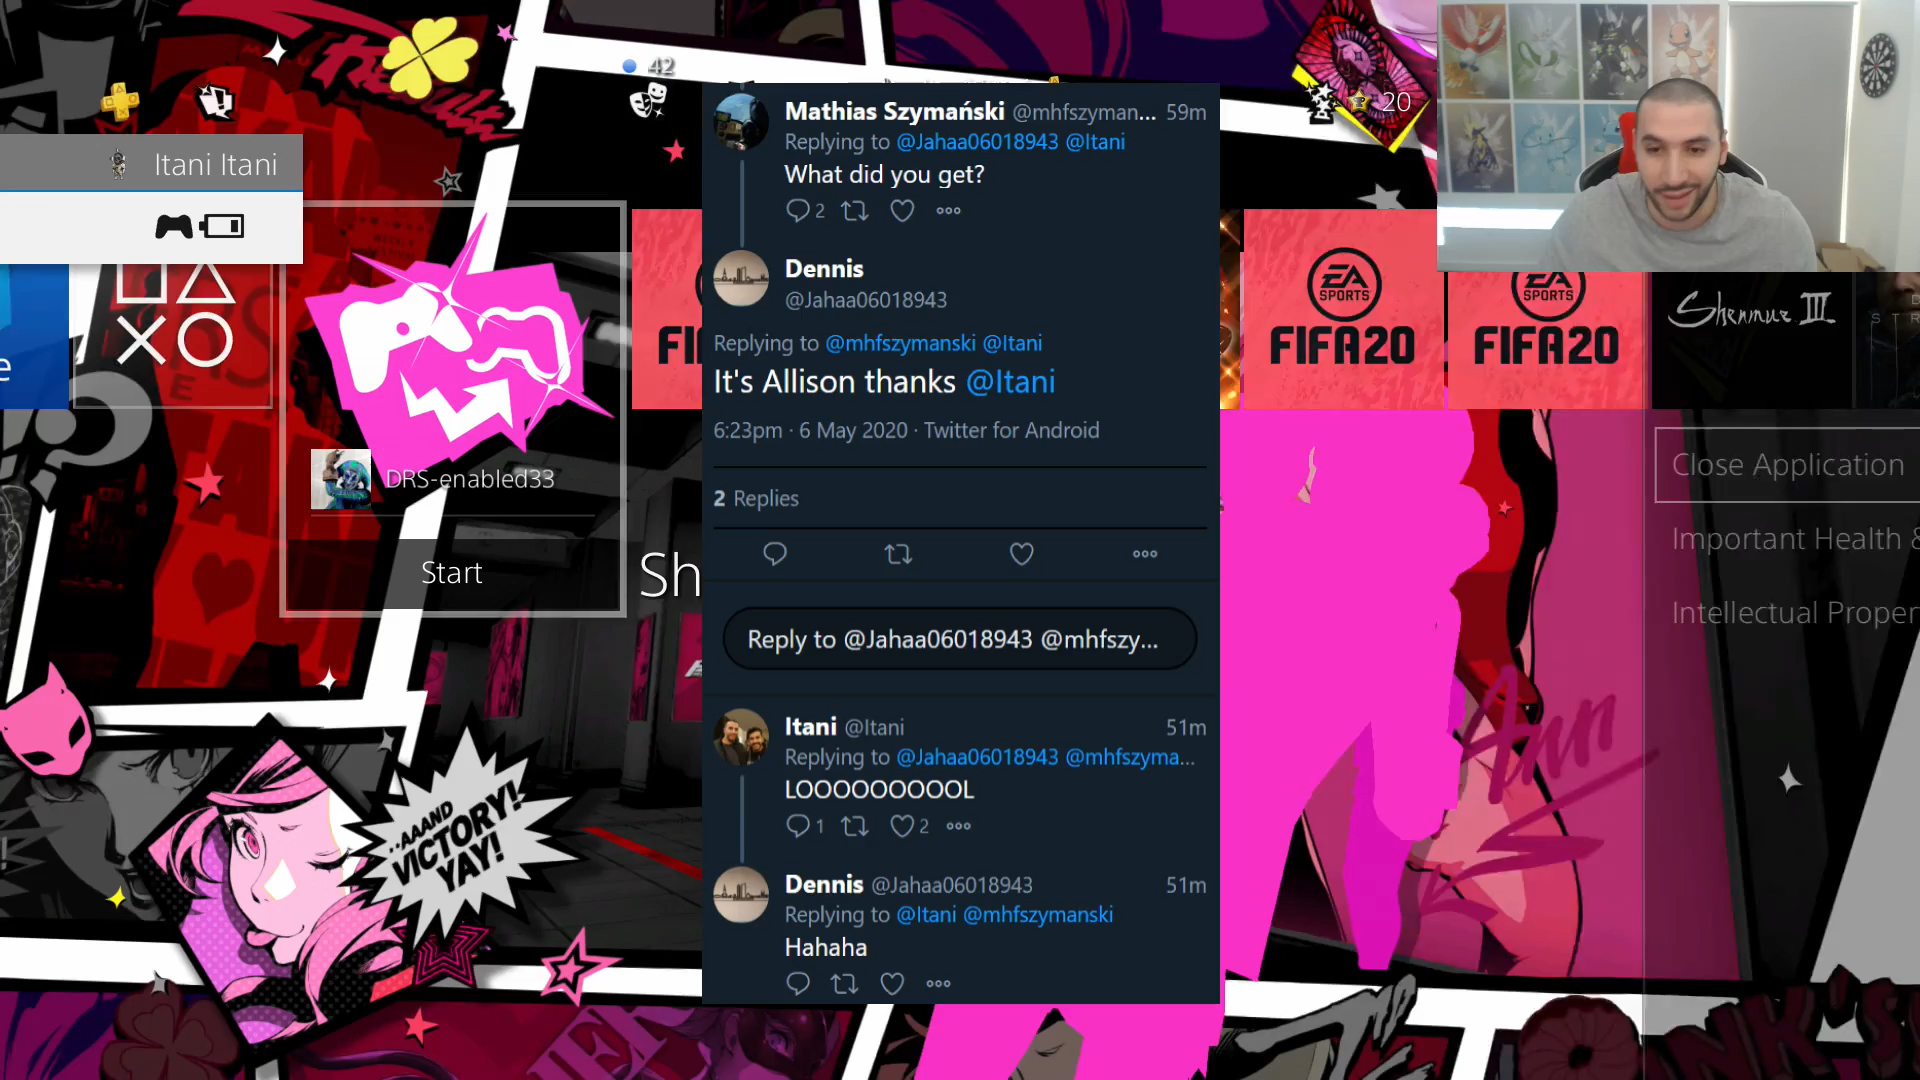 42
20
Itani Itani
DRS-enabled33
Start
Sh
e
Mathias Szymański @mhfszyman... 59m
Replying to @Jahaa06018943 @Itani
What did you get?
2
Dennis
@Jahaa06018943
Replying to @mhfszymanski @Itani
It's Allison thanks @Itani
6:23pm · 6 May 2020 · Twitter for Android
2 Replies
Reply to @Jahaa06018943 @mhfszy...
Itani @Itani 51m
Replying to @Jahaa06018943 @mhfszyma...
LOOOOOOOOOL
1 2
Dennis @Jahaa06018943 51m
Replying to @Itani @mhfszymanski
Hahaha
FI
EA
SPORTS
FIFA20
EA
SPORTS
FIFA20
Shenmue III
Close Application
Important Health &
Intellectual Proper
Ann
..AAAND
VICTORY!
YAY!